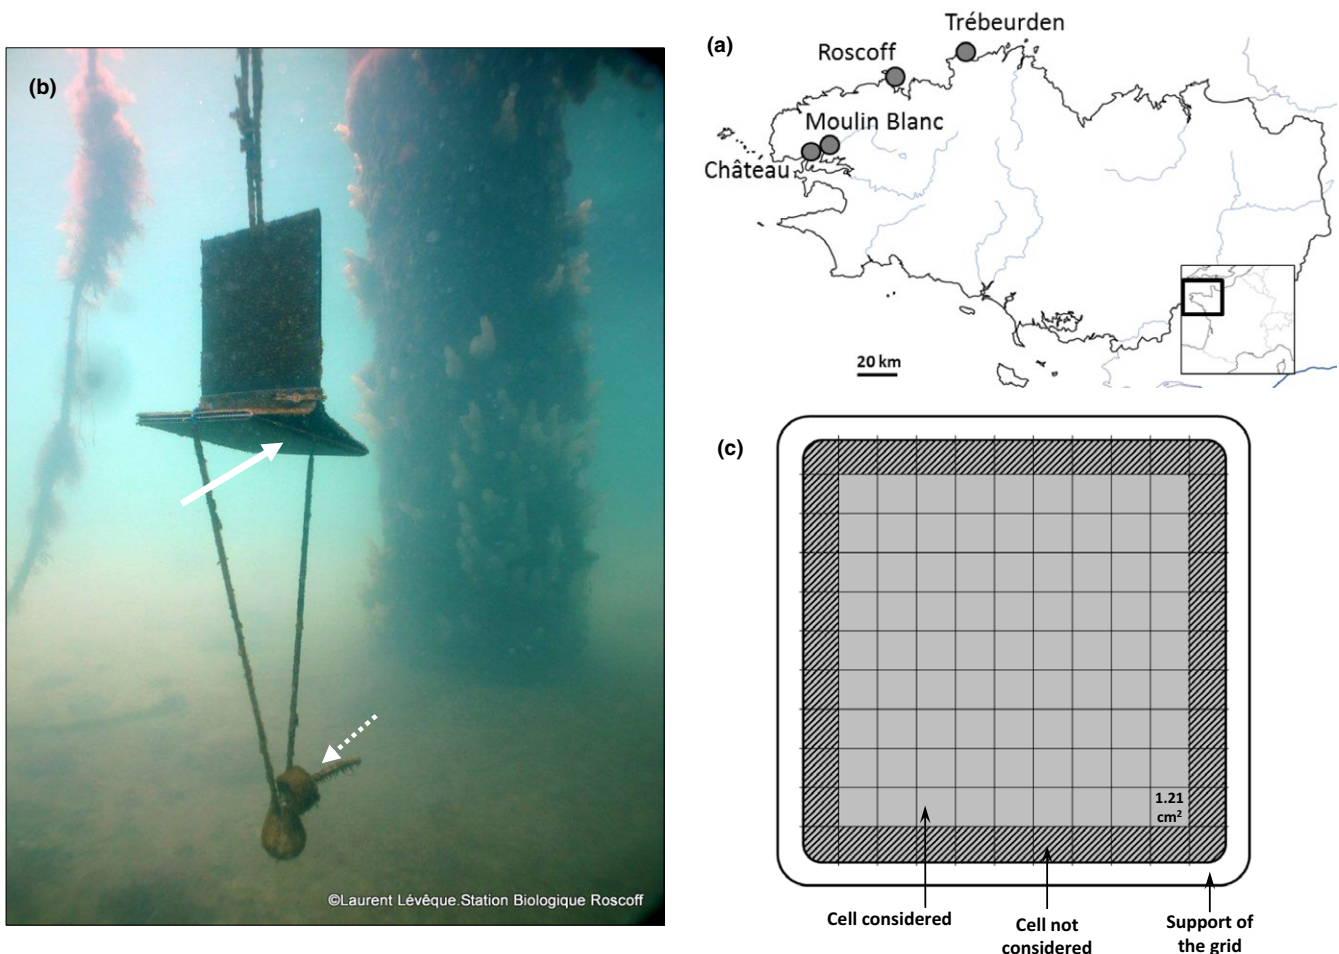 (b)
©Laurent Lévêque.Station Biologique Roscoff
(a)
Trébeurden
Roscoff
Moulin Blanc
Château
20 km
(c)
1.21
cm²
Cell considered
Cell not
considered
Support of
the grid